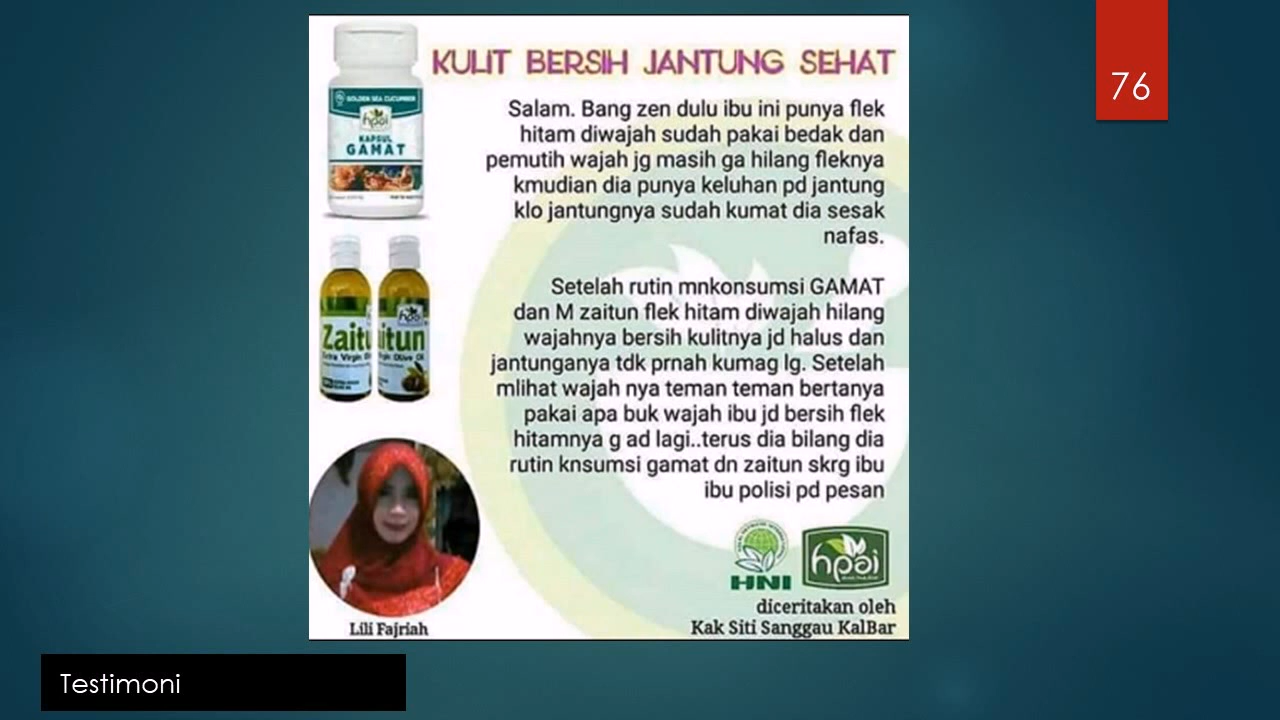 76
KULIT BERSIH JANTUNG SEHAT
GOLDEN SEA CUCUMBER
hpai
KAPSUL
GAMAT
Salam. Bang zen dulu ibu ini punya flek
hitam diwajah sudah pakai bedak dan
pemutih wajah jg masih ga hilang fleknya
kmudian dia punya keluhan pd jantung
klo jantungnya sudah kumat dia sesak
nafas.
Setelah rutin mnkonsumsi GAMAT
dan M zaitun flek hitam diwajah hilang
wajahnya bersih kulitnya jd halus dan
jantunganya tdk prnah kumag lg. Setelah
mlihat wajah nya teman teman bertanya
pakai apa buk wajah ibu jd bersih flek
hitamnya g ad lagi..terus dia bilang dia
rutin knsumsi gamat dn zaitun skrg ibu
ibu polisi pd pesan
hpai
Zaitu
itun
Extra Virgin
Virgin Olive Oil
HNI
hpai
diceritakan oleh
Kak Siti Sanggau KalBar
Lili Fajriah
Testimoni